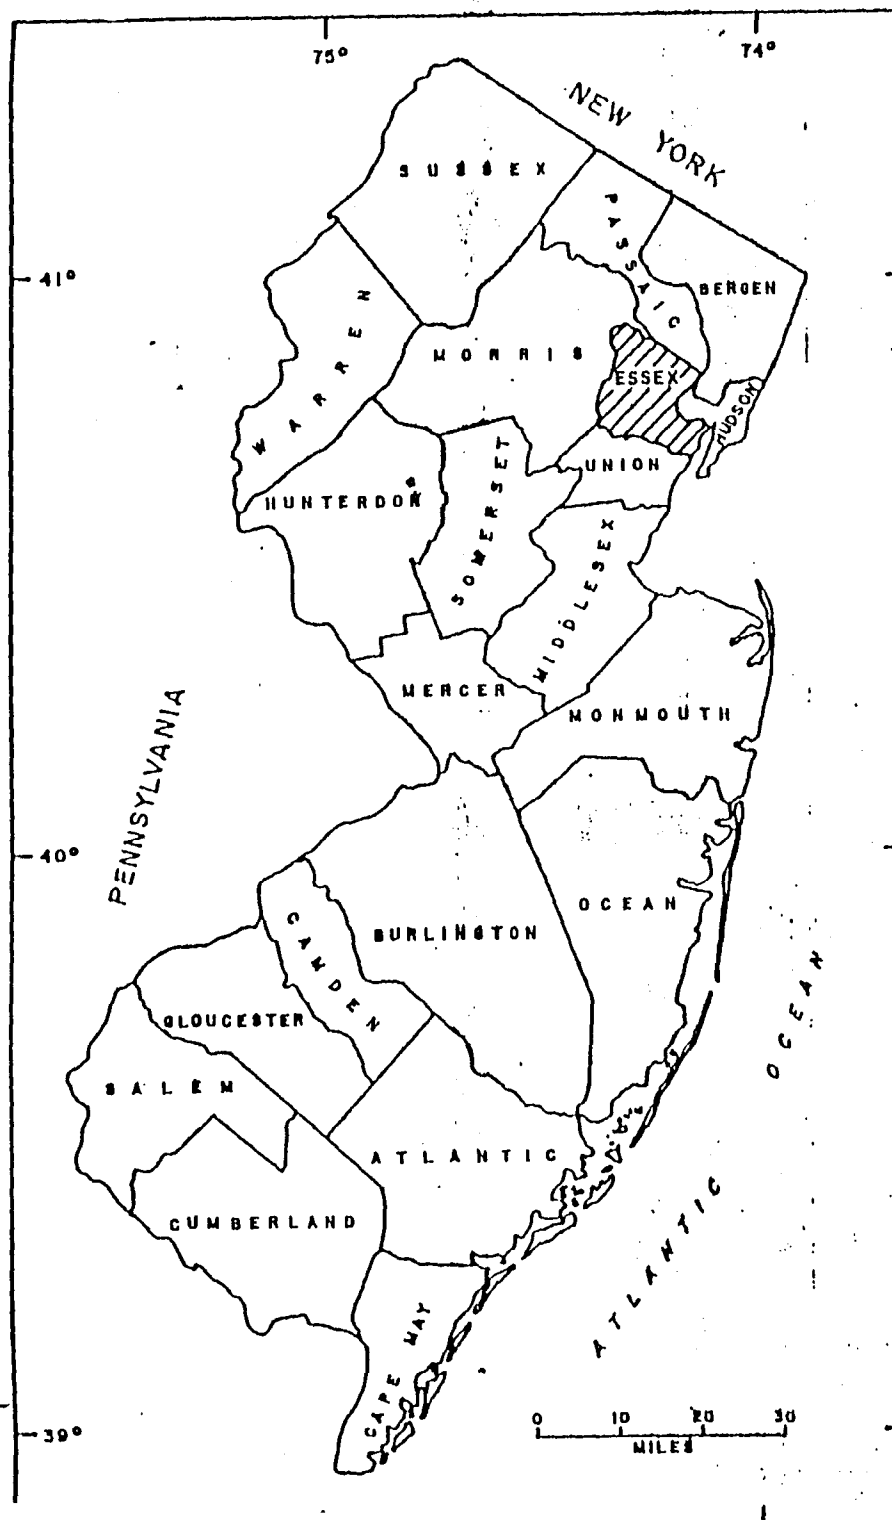 75°
74°
NEW YORK
SUSSEX
PASSAIC
41°
BERGEN
WARREN
MORRIS
ESSEX
HUDSON
UNION
HUNTERDON
SOMERSET
MIDDLESEX
MERCER
MONMOUTH
PENNSYLVANIA
40°
OCEAN
CAMDEN
BURLINGTON
GLOUCESTER
SALEM
ATLANTIC
CUMBERLAND
ATLANTIC OCEAN
CAPE MAY
39°
0 10 20 30
MILES